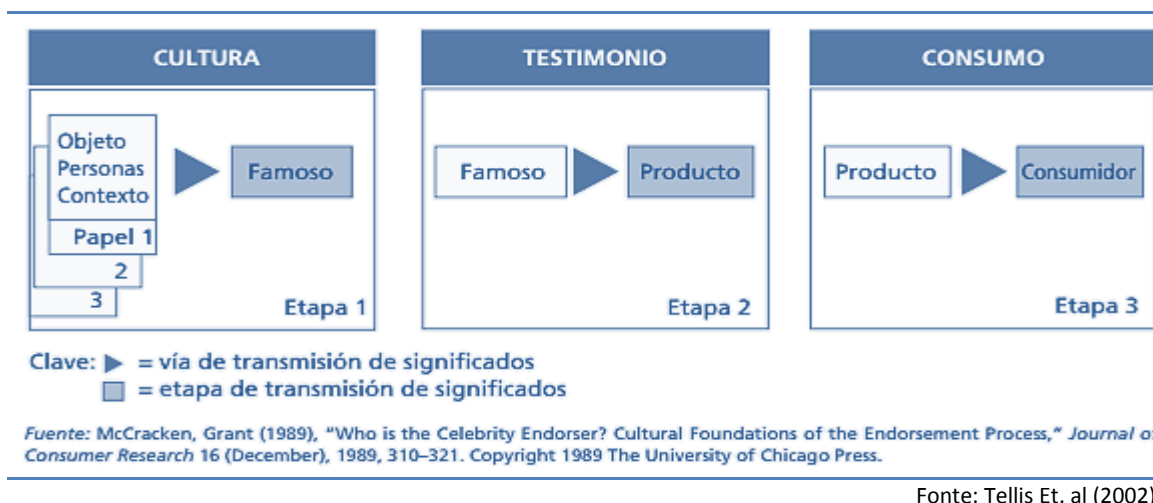 CULTURA
Objeto
Personas
Contexto
Papel 1
2
3
Famoso
Etapa 1
TESTIMONIO
Famoso
Producto
Etapa 2
CONSUMO
Producto
Consumidor
Etapa 3
Clave: ▶ = vía de transmisión de significados
= etapa de transmisión de significados
Fuente: McCracken, Grant (1989), "Who is the Celebrity Endorser? Cultural Foundations of the Endorsement Process," Journal of
Consumer Research 16 (December), 1989, 310–321. Copyright 1989 The University of Chicago Press.
Fonte: Tellis Et. al (2002)